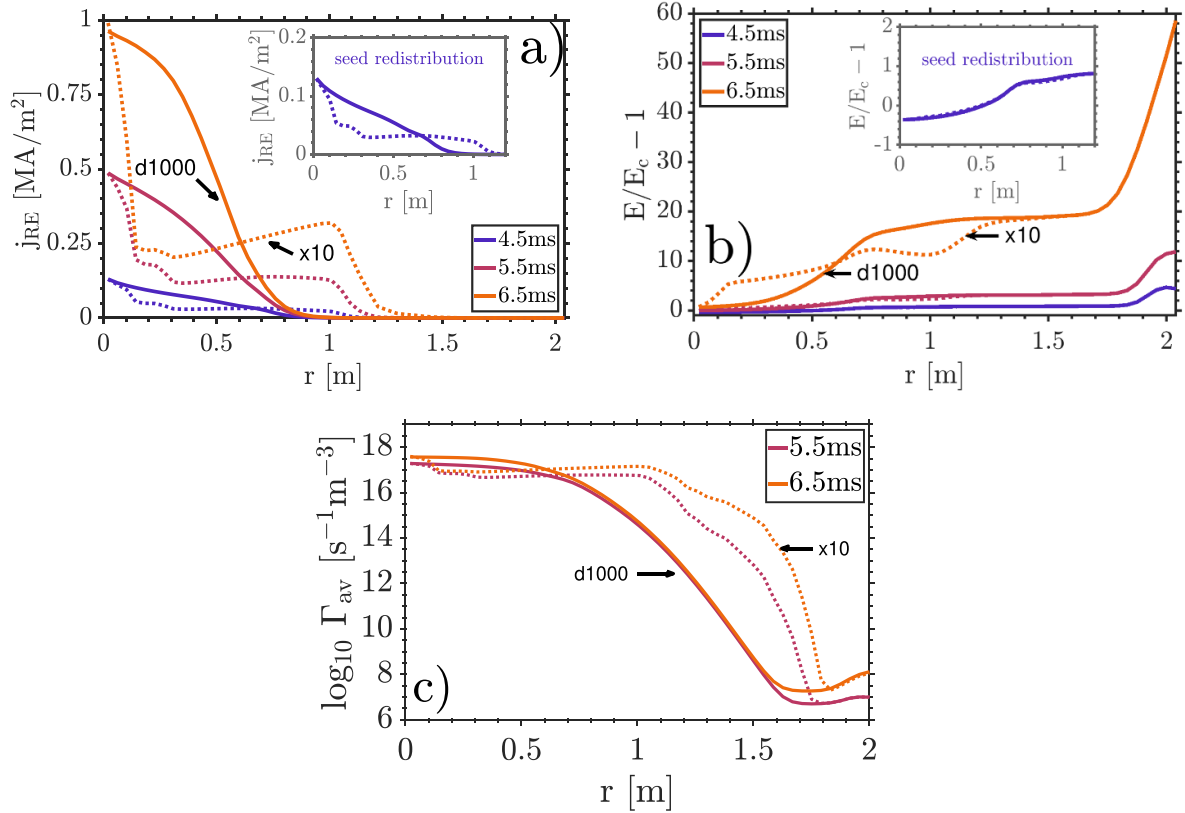 a)
j_RE [MA/m²]
1
0.75
0.5
0.25
0
0 0.5 1 1.5 2
r [m]
d1000
x10
4.5ms
5.5ms
6.5ms
seed redistribution
j_RE [MA/m²]
0.2
0.1
0
0 0.5 1
r [m]
b)
E/E_c − 1
60
50
40
30
20
10
0
0 0.5 1 1.5 2
r [m]
4.5ms
5.5ms
6.5ms
x10
d1000
seed redistribution
E/E_c − 1
2
1
0
-1
0 0.5 1
r [m]
c)
log₁₀ Γ_av [s⁻¹m⁻³]
18
16
14
12
10
8
6
0 0.5 1 1.5 2
r [m]
5.5ms
6.5ms
x10
d1000